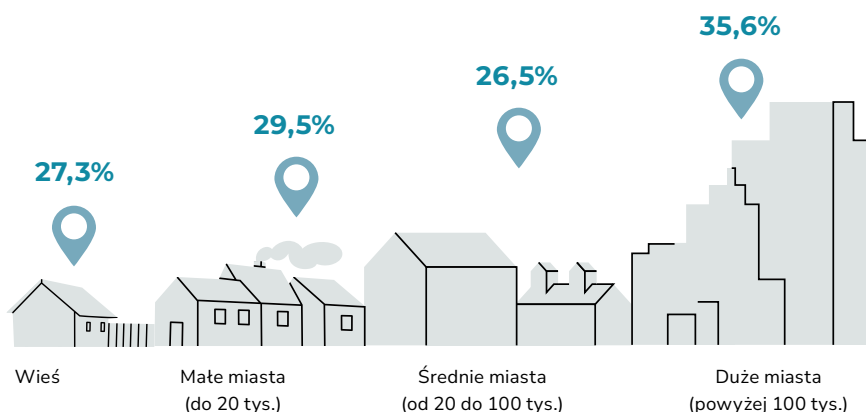 35,6%
26,5%
29,5%
27,3%
Wieś
Małe miasta
(do 20 tys.)
Średnie miasta
(od 20 do 100 tys.)
Duże miasta
(powyżej 100 tys.)